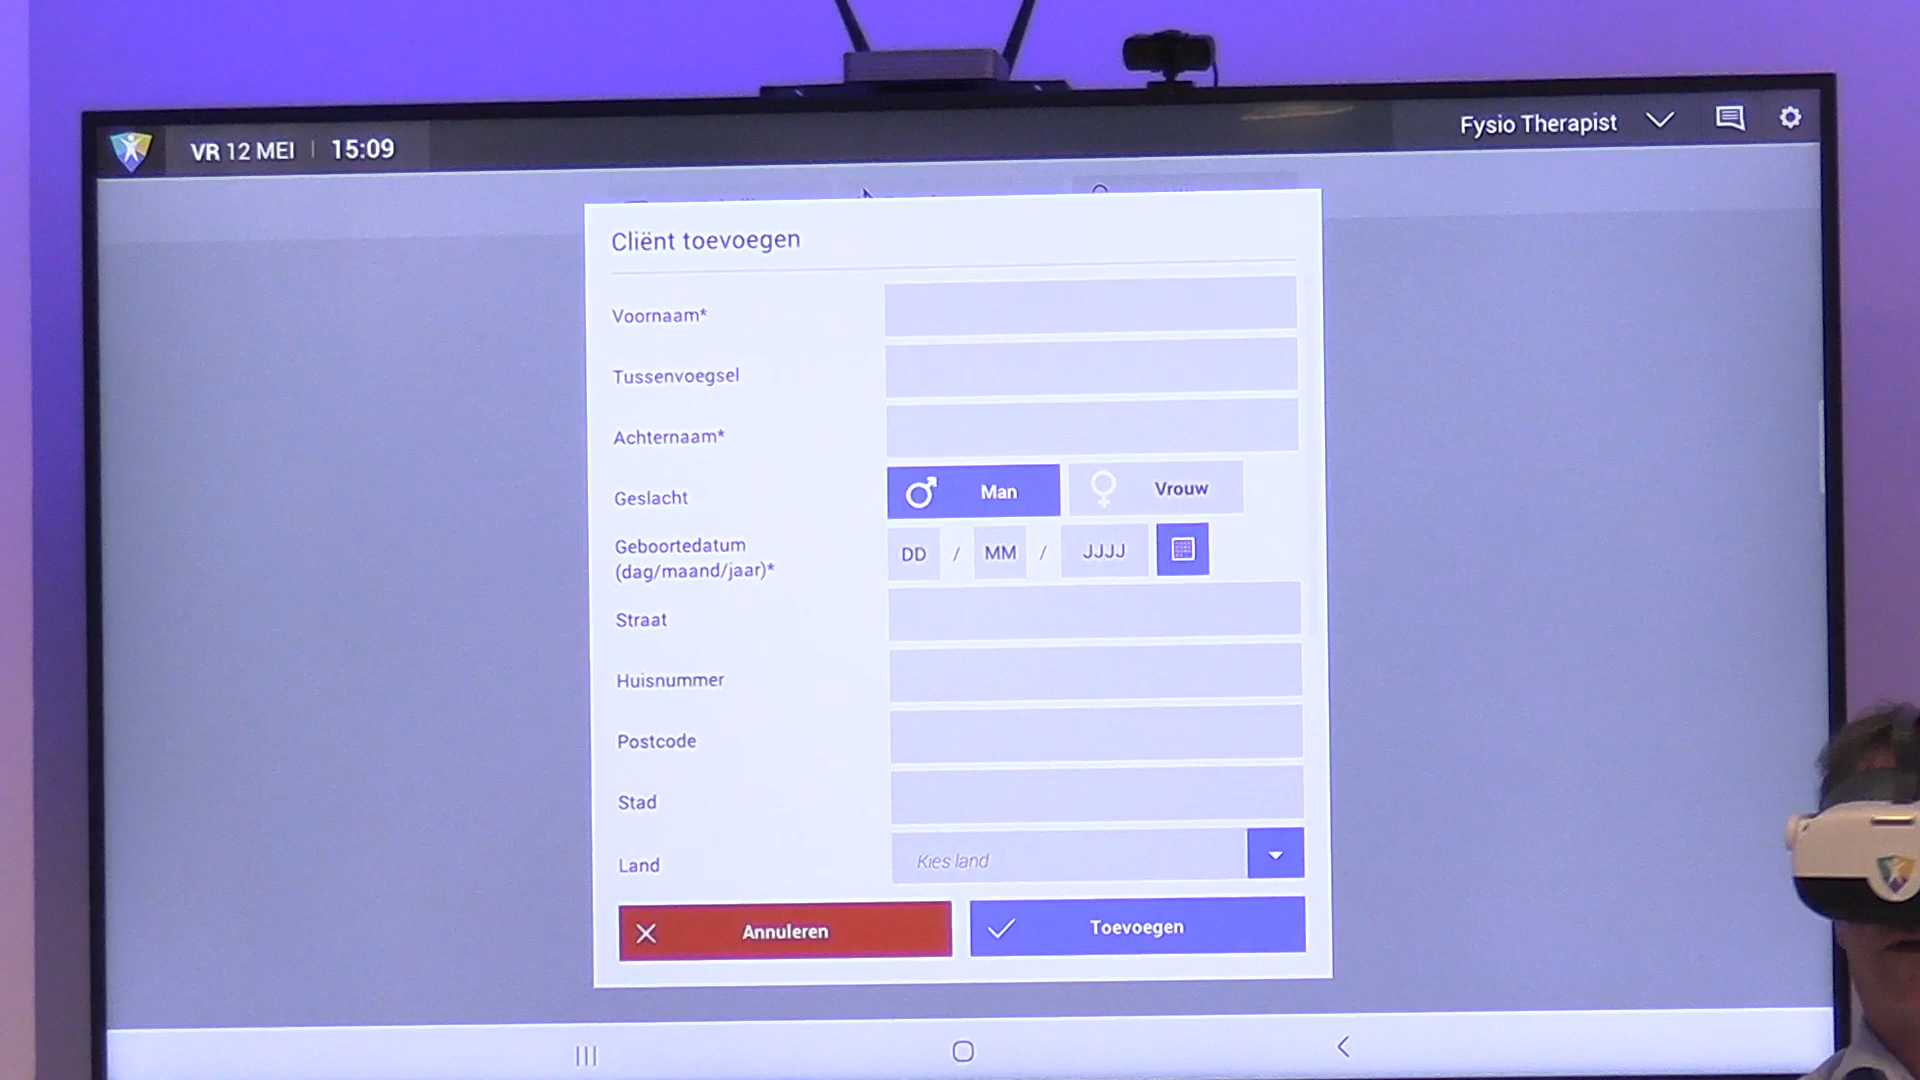 VR 12 MEI | 15:09
Fysio Therapist
Cliënt toevoegen
Voornaam*
Tussenvoegsel
Achternaam*
Geslacht
Man
Vrouw
Geboortedatum
(dag/maand/jaar)*
DD / MM / JJJJ
Straat
Huisnummer
Postcode
Stad
Land
Kies land
Annuleren
Toevoegen